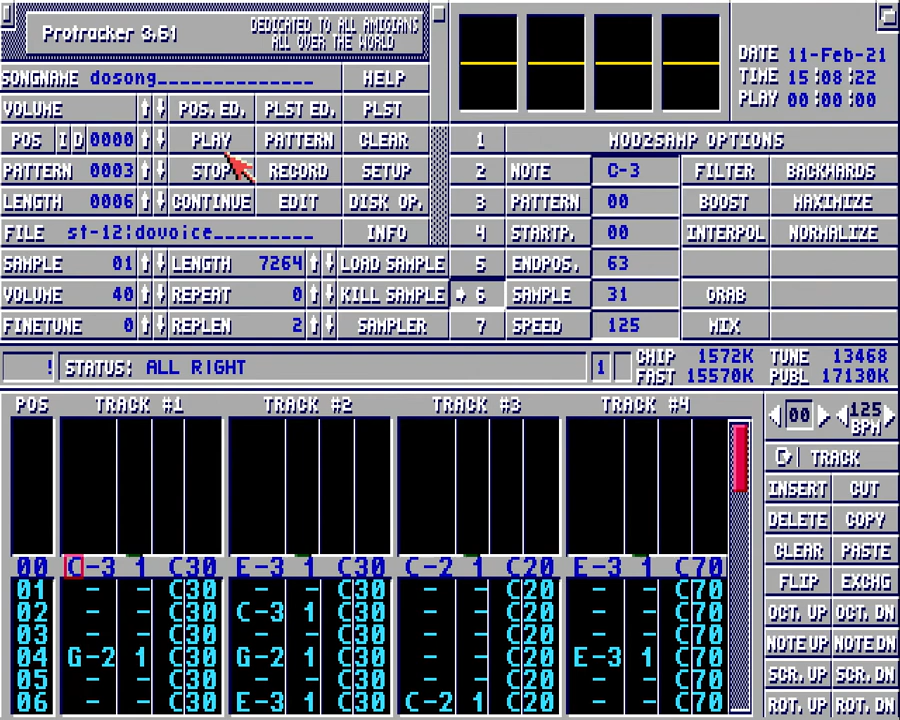 Protracker 3.61
DEDICATED TO ALL AMIGIANS
ALL OVER THE WORLD
DATE 11-Feb-21
TIME 15:08:22
PLAY 00:00:00
SONGNAME dosong_____________ HELP
VOLUME POS. ED. PLST ED. PLST
POS I D 0000 PLAY PATTERN CLEAR 1 MOD2SAMP OPTIONS
PATTERN 0003 STOP RECORD SETUP 2 NOTE C-3 FILTER BACKWARDS
LENGTH 0006 CONTINUE EDIT DISK OP. 3 PATTERN 00 BOOST MAXIMIZE
FILE st-12:dovoice_________ INFO 4 STARTP. 00 INTERPOL NORMALIZE
SAMPLE 01 LENGTH 7264 LOAD SAMPLE 5 ENDPOS. 63
VOLUME 40 REPEAT 0 KILL SAMPLE 6 SAMPLE 31 GRAB
FINETUNE 0 REPLEN 2 SAMPLER 7 SPEED 125 MIX
! STATUS: ALL RIGHT 1 CHIP 1572K TUNE 13468
FAST 15570K PUBL 17130K
POS TRACK #1 TRACK #2 TRACK #3 TRACK #4
00 125 BPM
TRACK
INSERT CUT
DELETE COPY
CLEAR PASTE
FLIP EXCHG
OCT. UP OCT. DN
NOTE UP NOTE DN
SCR. UP SCR. DN
ROT. UP ROT. DN
00 C-3 1 C30 E-3 1 C30 C-2 1 C20 E-3 1 C70
01 - - C30 - - C30 - - C20 - - C70
02 - - C30 C-3 1 C30 - - C20 - - C70
03 - - C30 - - C30 - - C20 - - C70
04 G-2 1 C30 G-2 1 C30 - - C20 E-3 1 C70
05 - - C30 - - C30 - - C20 - - C70
06 - - C30 E-3 1 C30 C-2 1 C20 - - C70